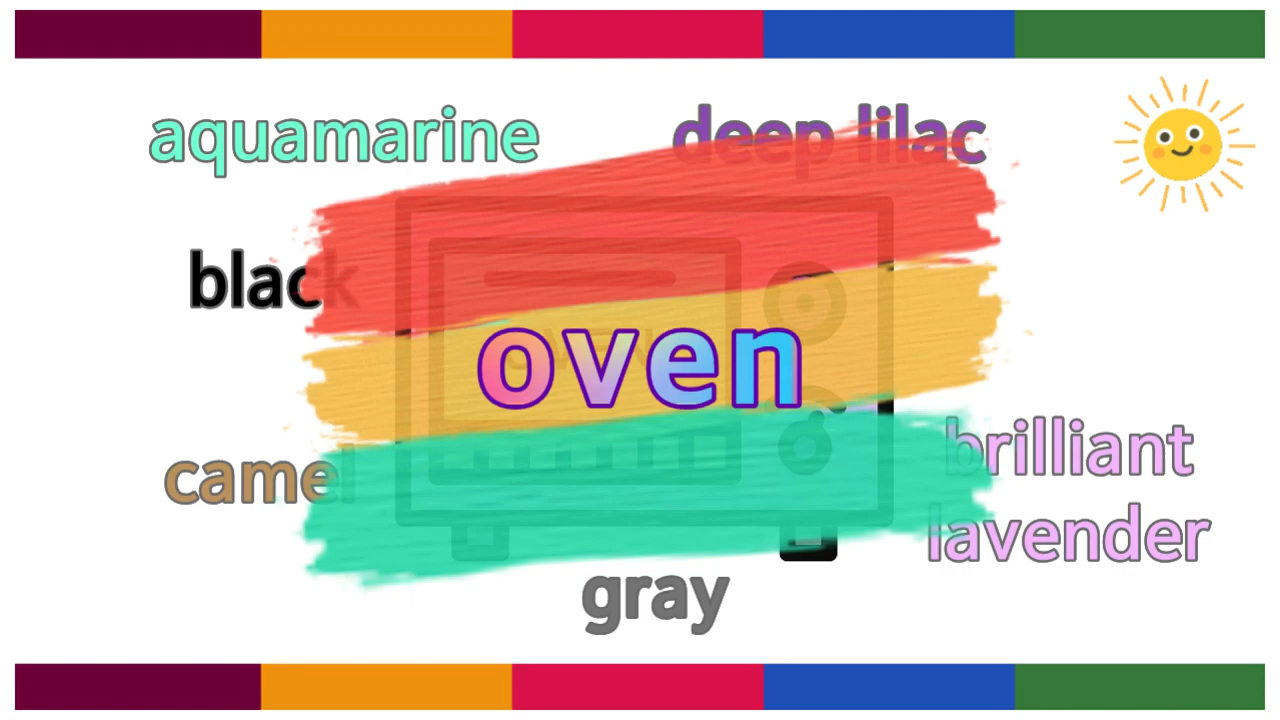 aquamarine
deep lilac
black
oven
camel
brilliant
lavender
gray